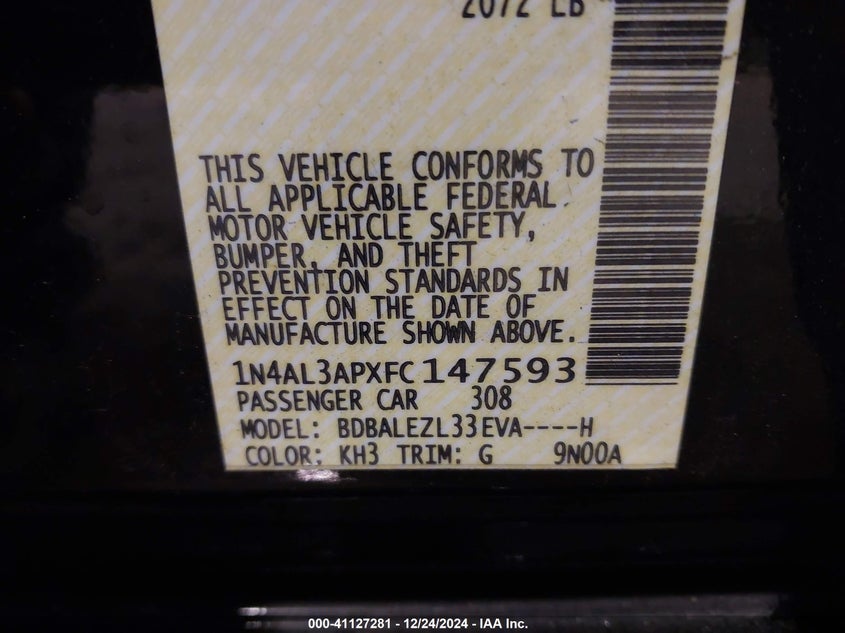 2072 LB
THIS VEHICLE CONFORMS TO
ALL APPLICABLE FEDERAL
MOTOR VEHICLE SAFETY,
BUMPER, AND THEFT
PREVENTION STANDARDS IN
EFFECT ON THE DATE OF
MANUFACTURE SHOWN ABOVE.
1N4AL3APXFC147593
PASSENGER CAR 308
MODEL: BDBALEZL33EVA----H
COLOR: KH3 TRIM: G 9N00A
000-41127281 - 12/24/2024 - IAA Inc.